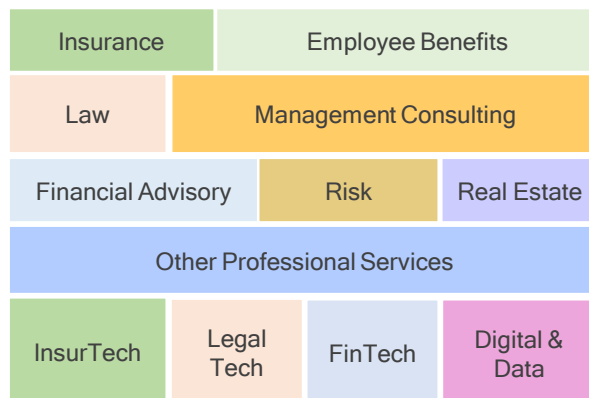 Insurance
Employee Benefits
Law
Management Consulting
Financial Advisory
Risk
Real Estate
Other Professional Services
InsurTech
Legal
Tech
FinTech
Digital &
Data